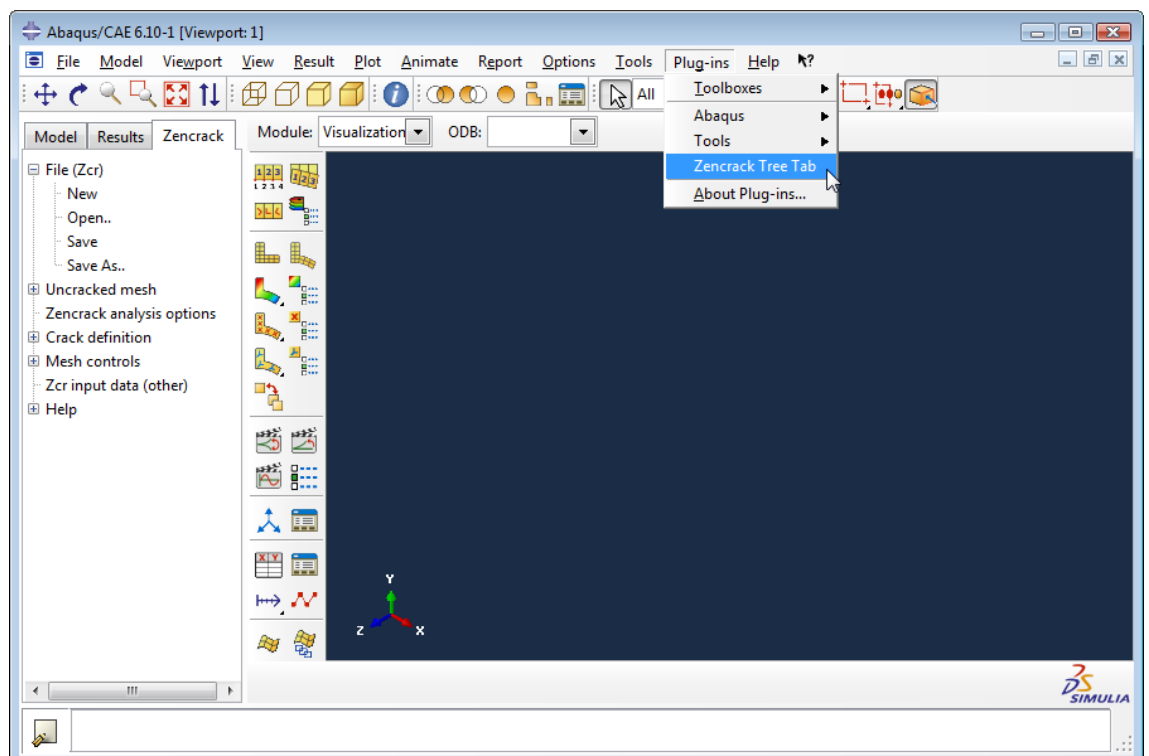 Abaqus/CAE 6.10-1 [Viewport: 1]
File Model Viewport View Result Plot Animate Report Options Tools Plug-ins Help
All
Toolboxes
Abaqus
Tools
Zencrack Tree Tab
About Plug-ins...
Model Results Zencrack
Module: Visualization ODB:
File (Zcr)
New
Open..
Save
Save As..
Uncracked mesh
Zencrack analysis options
Crack definition
Mesh controls
Zcr input data (other)
Help
Y
Z X
SIMULIA